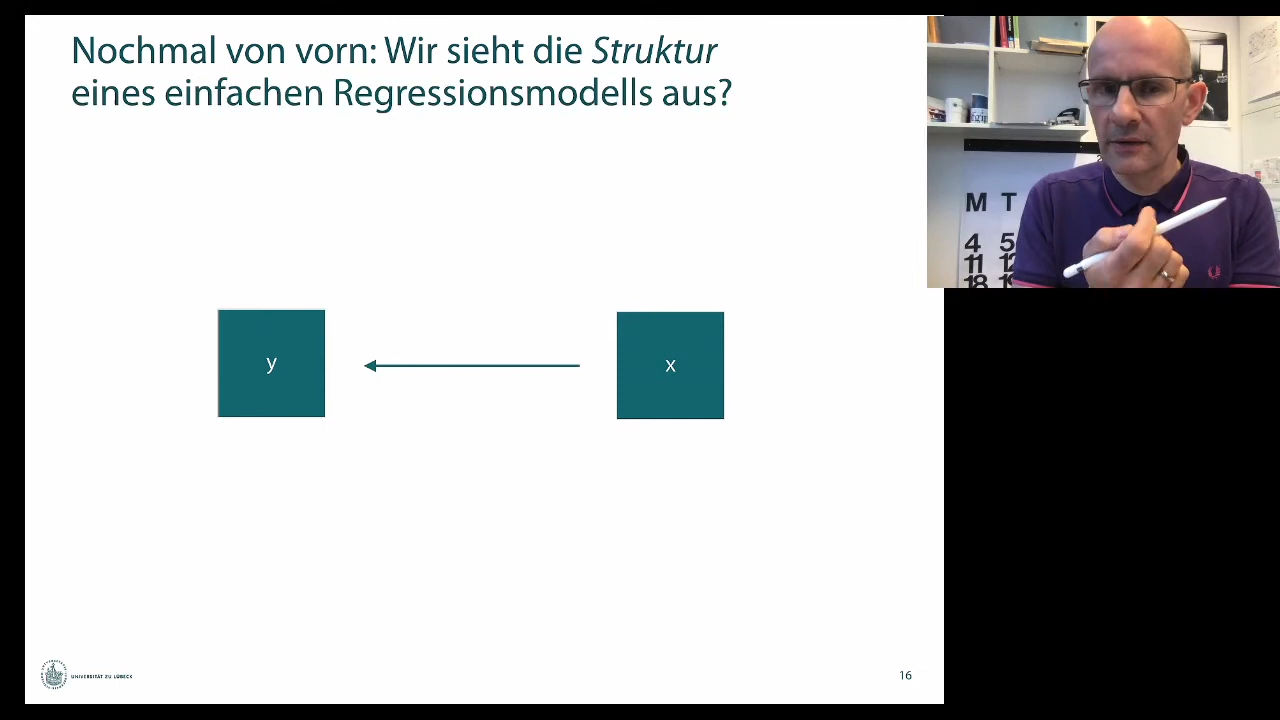 Nochmal von vorn: Wir sieht die Struktur
eines einfachen Regressionsmodells aus?
y
x
M T
4 5
11 12
18
UNIVERSITÄT ZU LÜBECK
16